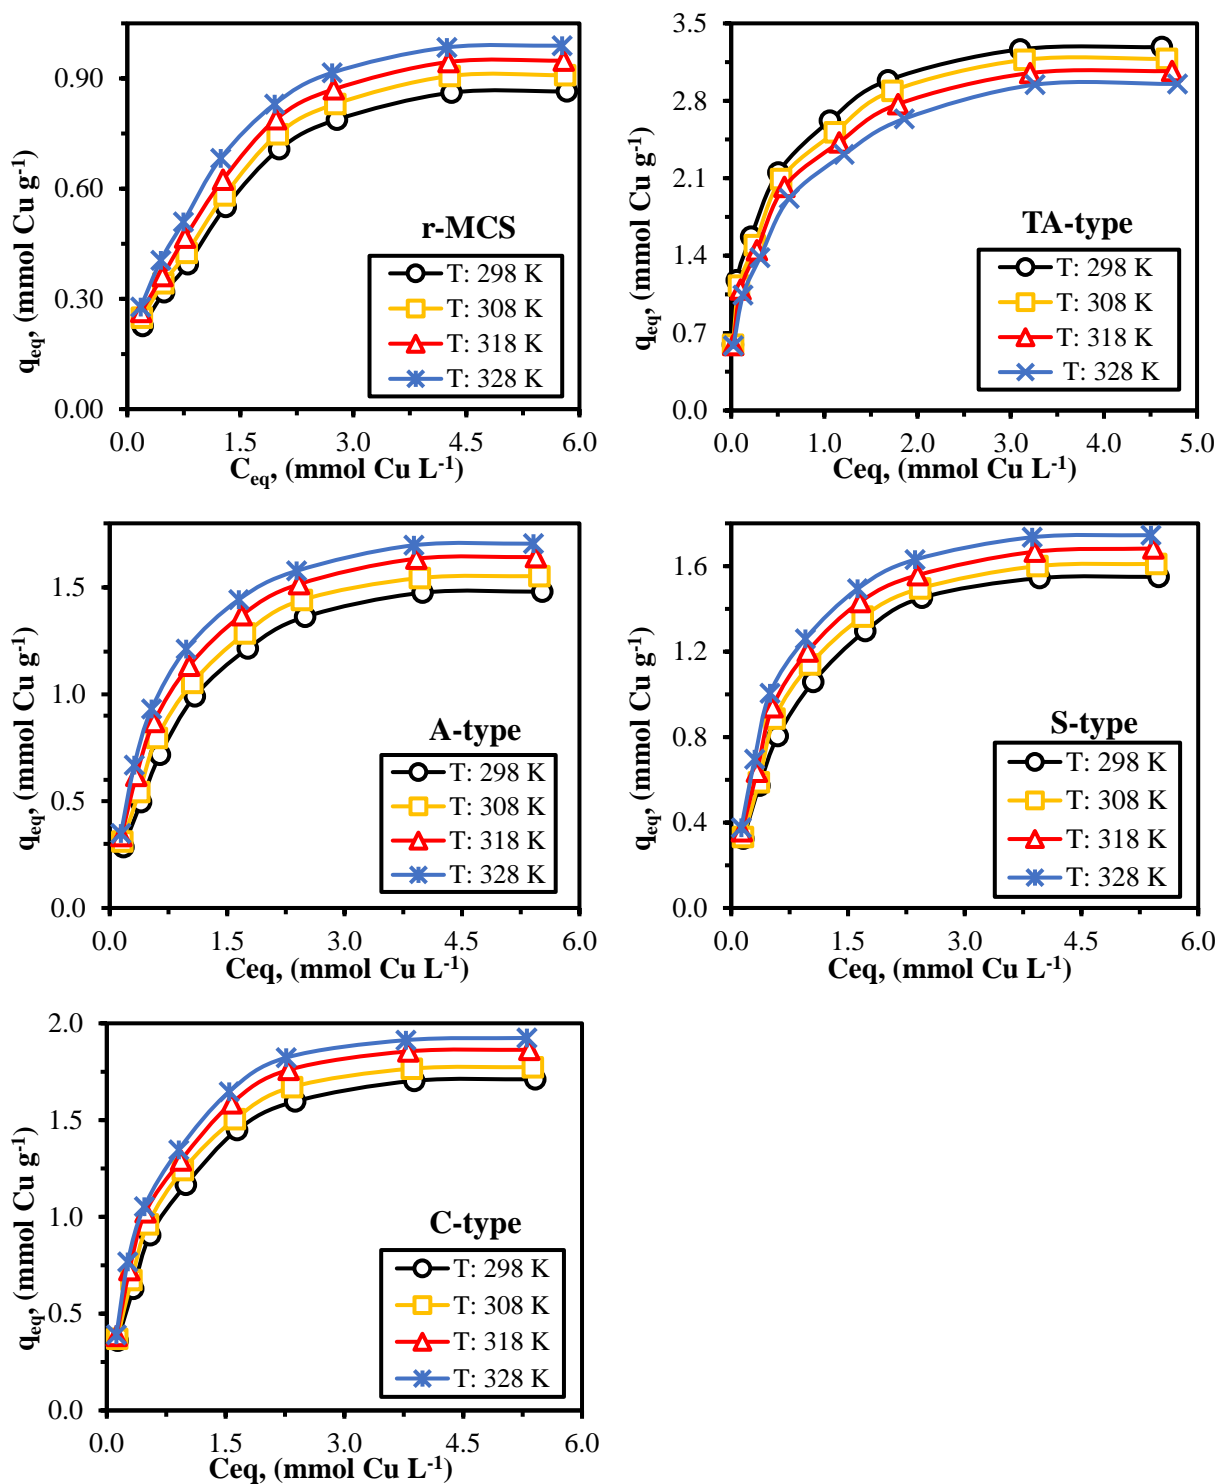 0.90
0.60
0.30
0.00
q_eq, (mmol Cu g⁻¹)
r-MCS
T: 298 K
T: 308 K
T: 318 K
T: 328 K
0.0 1.5 3.0 4.5 6.0
C_eq, (mmol Cu L⁻¹)
3.5
2.8
2.1
1.4
0.7
0.0
q_eq, (mmol Cu g⁻¹)
TA-type
T: 298 K
T: 308 K
T: 318 K
T: 328 K
0.0 1.0 2.0 3.0 4.0 5.0
Ceq, (mmol Cu L⁻¹)
1.5
1.0
0.5
0.0
q_eq, (mmol Cu g⁻¹)
A-type
T: 298 K
T: 308 K
T: 318 K
T: 328 K
0.0 1.5 3.0 4.5 6.0
Ceq, (mmol Cu L⁻¹)
1.6
1.2
0.8
0.4
0.0
q_eq, (mmol Cu g⁻¹)
S-type
T: 298 K
T: 308 K
T: 318 K
T: 328 K
0.0 1.5 3.0 4.5 6.0
Ceq, (mmol Cu L⁻¹)
2.0
1.5
1.0
0.5
0.0
q_eq, (mmol Cu g⁻¹)
C-type
T: 298 K
T: 308 K
T: 318 K
T: 328 K
0.0 1.5 3.0 4.5 6.0
Ceq, (mmol Cu L⁻¹)